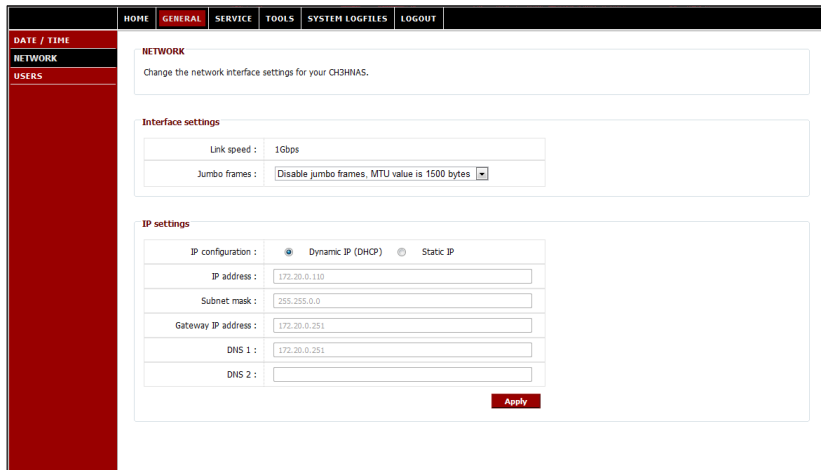 HOME GENERAL SERVICE TOOLS SYSTEM LOGFILES LOGOUT
DATE / TIME
NETWORK
USERS
NETWORK
Change the network interface settings for your CH3HNAS.
Interface settings
Link speed : 1Gbps
Jumbo frames : Disable jumbo frames, MTU value is 1500 bytes
IP settings
IP configuration : Dynamic IP (DHCP) Static IP
IP address : 172.20.0.110
Subnet mask : 255.255.0.0
Gateway IP address : 172.20.0.251
DNS 1 : 172.20.0.251
DNS 2 :
Apply